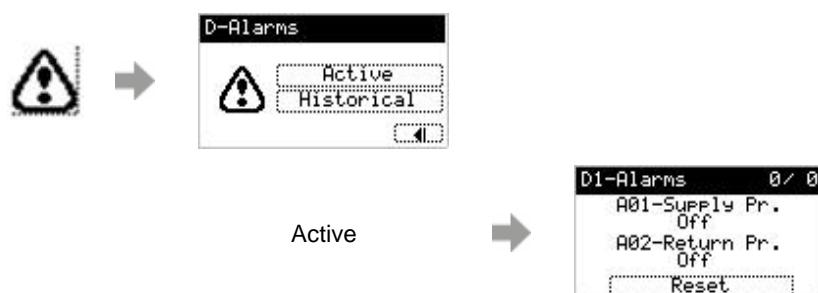 D-Alarms
Active
Historical
Active
D1-Alarms 0/ 0
A01-Supply Pr.
Off
A02-Return Pr.
Off
Reset